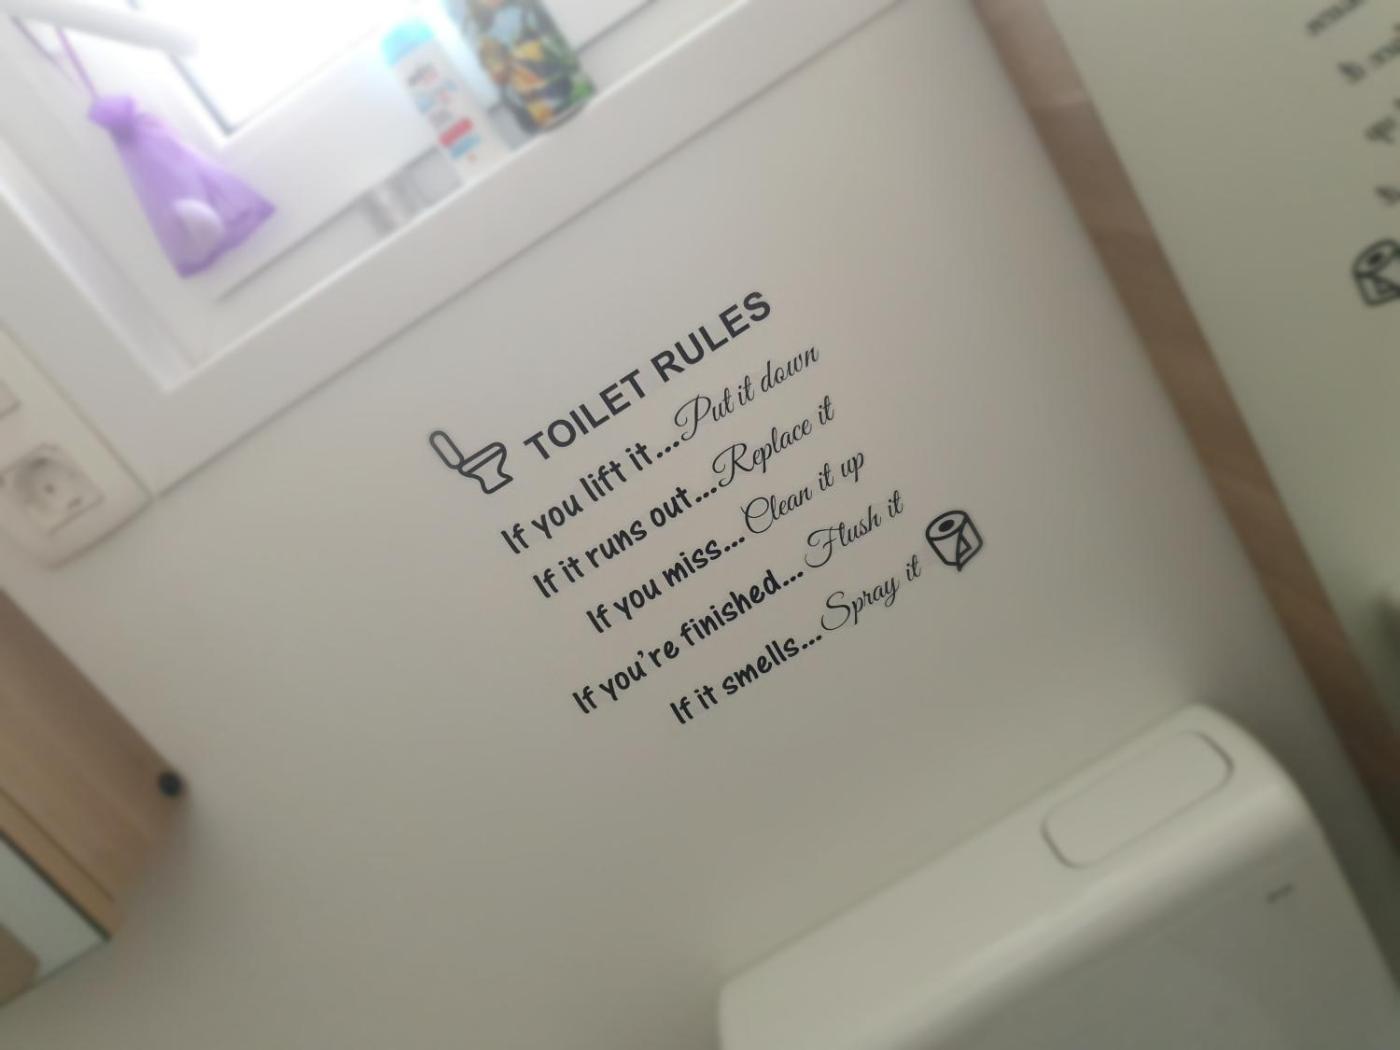 TOILET RULES
If you lift it...Put it down
If it runs out...Replace it
If you miss...Clean it up
If you're finished...Flush it
If it smells...Spray it